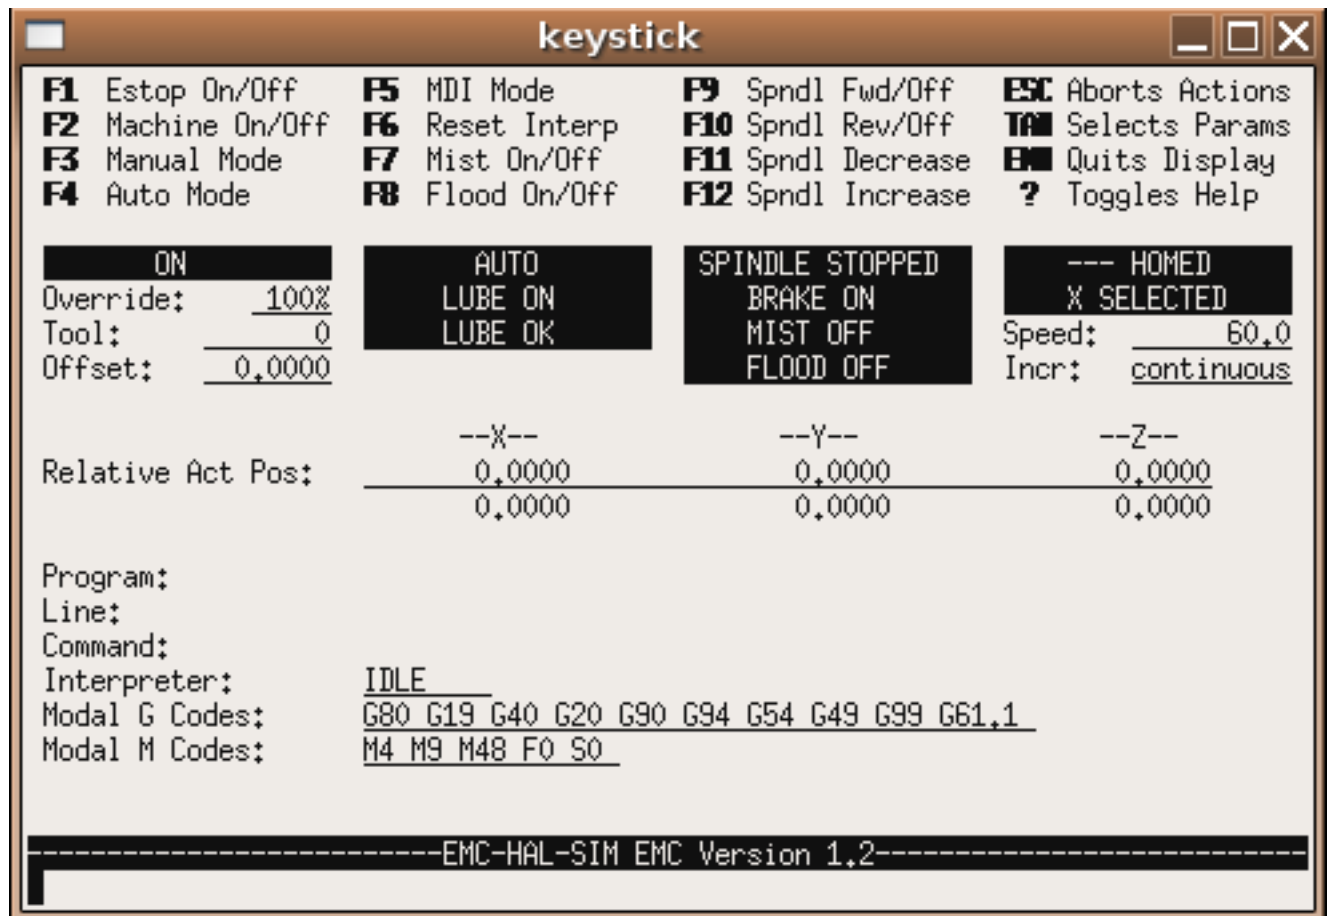 keystick
F1 Estop On/Off F5 MDI Mode F9 Spndl Fwd/Off ESC Aborts Actions
F2 Machine On/Off F6 Reset Interp F10 Spndl Rev/Off TAB Selects Params
F3 Manual Mode F7 Mist On/Off F11 Spndl Decrease END Quits Display
F4 Auto Mode F8 Flood On/Off F12 Spndl Increase ? Toggles Help
ON AUTO SPINDLE STOPPED --- HOMED
Override: 100% LUBE ON BRAKE ON X SELECTED
Tool: 0 LUBE OK MIST OFF Speed: 60.0
Offset: 0.0000 FLOOD OFF Incr: continuous
--X-- --Y-- --Z--
Relative Act Pos: 0.0000 0.0000 0.0000
0.0000 0.0000 0.0000
Program:
Line:
Command:
Interpreter: IDLE
Modal G Codes: G80 G19 G40 G20 G90 G94 G54 G49 G99 G61.1
Modal M Codes: M4 M9 M48 F0 S0
--------------------------EMC-HAL-SIM EMC Version 1.2---------------------------